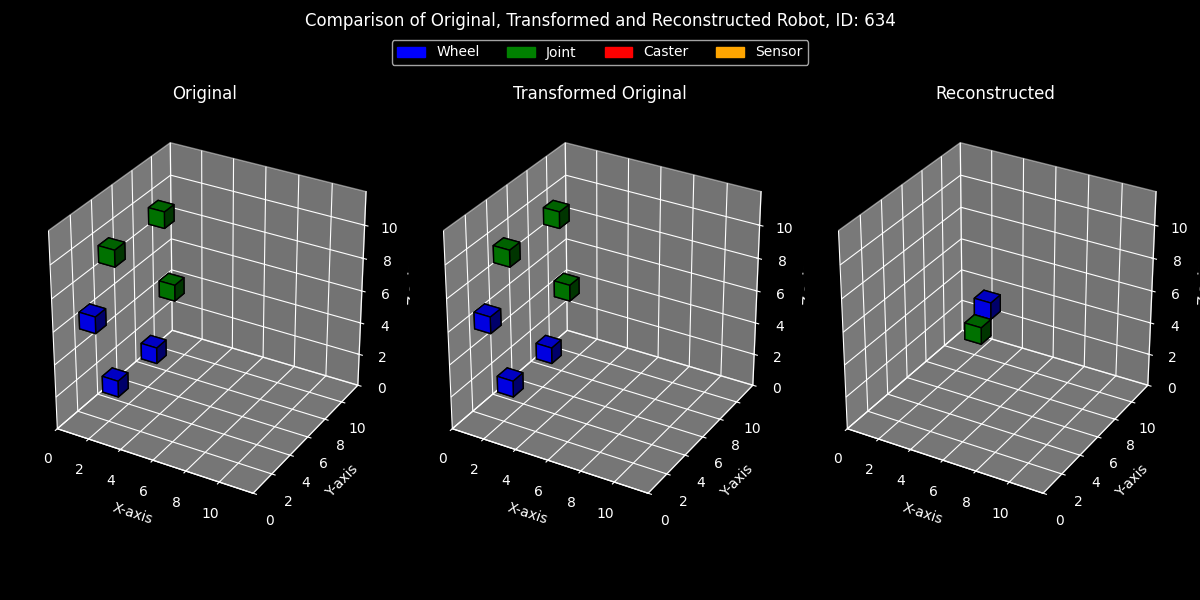 Comparison of Original, Transformed and Reconstructed Robot, ID: 634
Wheel Joint Caster Sensor
Original Transformed Original Reconstructed
10 10 10
8 8 8
6 6 6
4 4 4
2 2 2
0 0 0
10 10 10
8 8 8
6 6 6
4 4 4
2 2 2
0 0 0
0 2 4 6 8 10 0 2 4 6 8 10 0 2 4 6 8 10
X-axis Y-axis X-axis Y-axis X-axis Y-axis